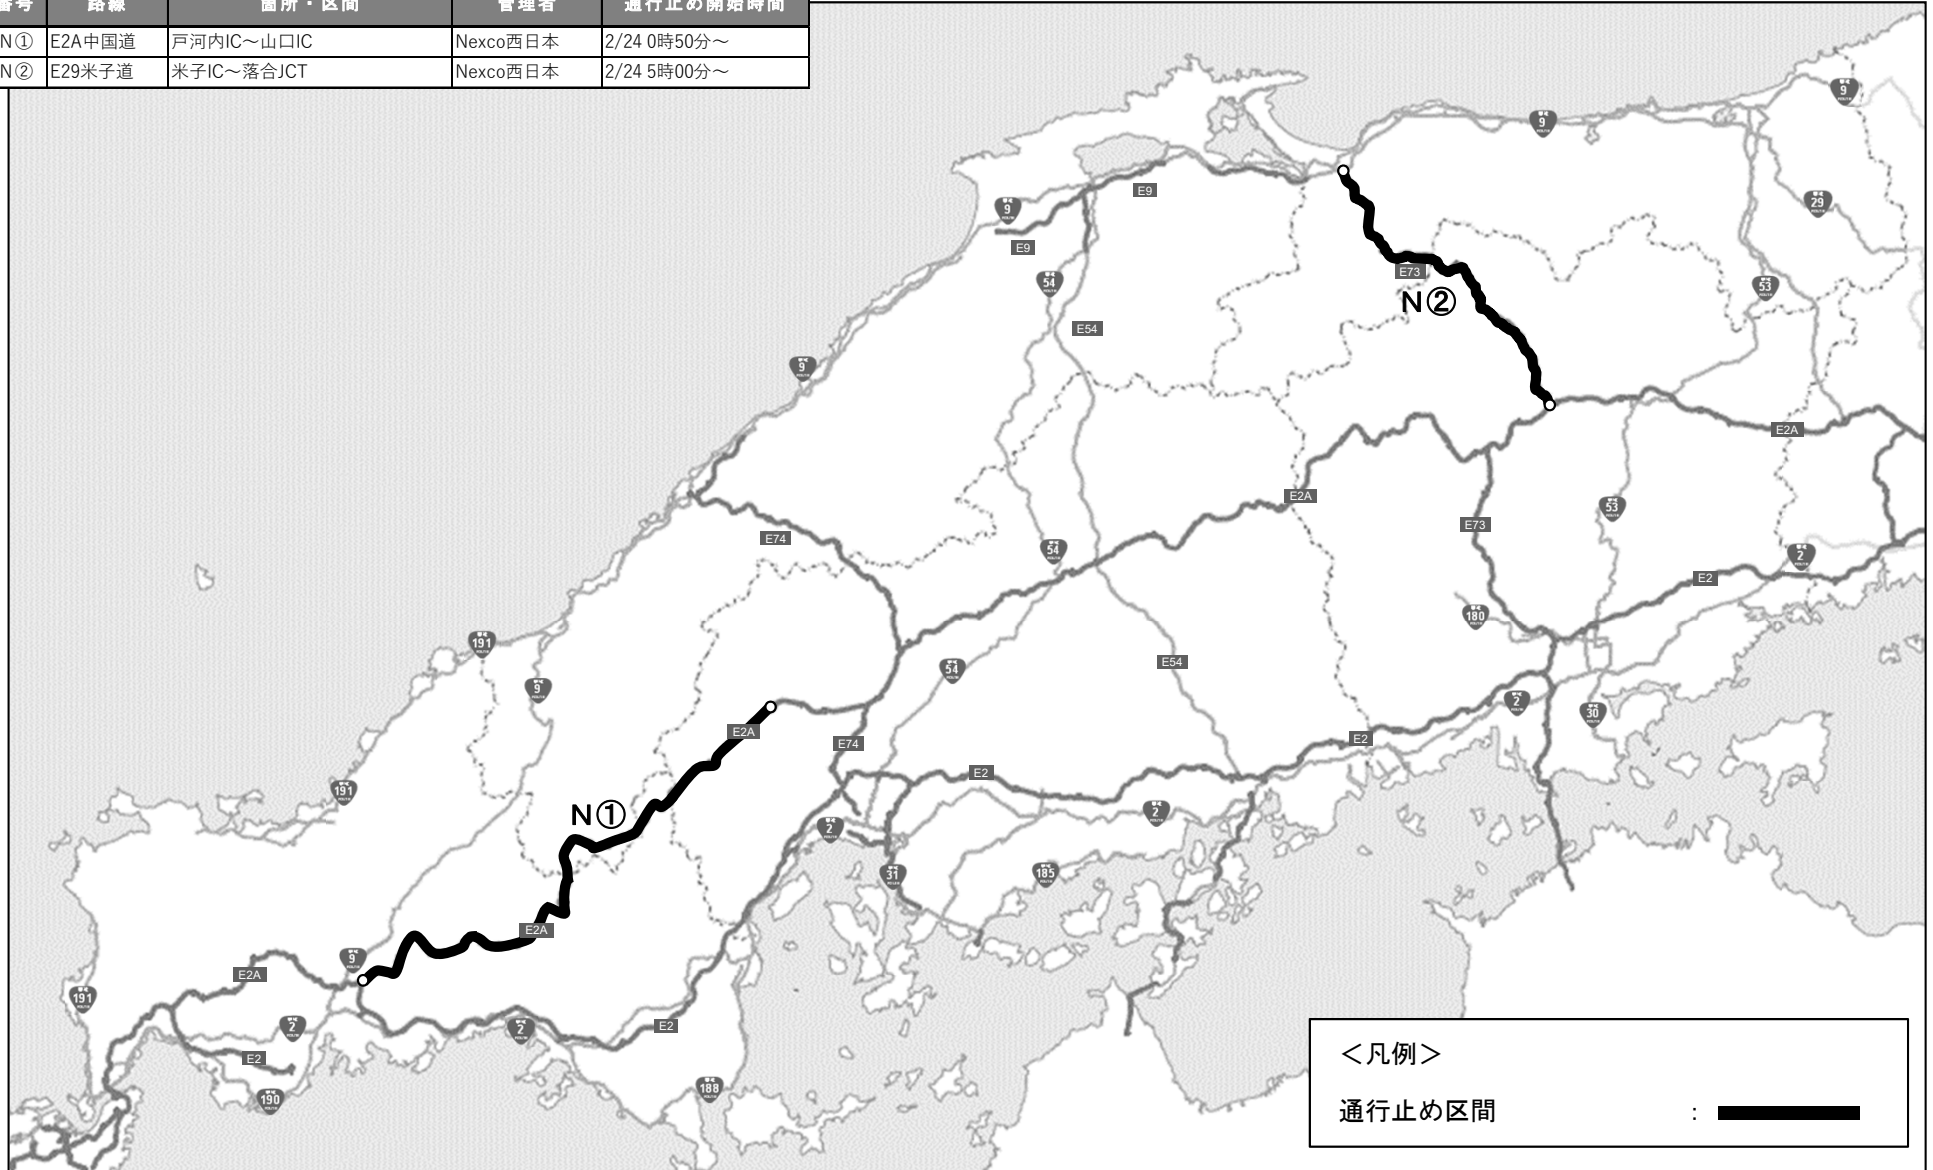 番号 路線 箇所・区間 管理者 通行止め開始時間
N① E2A中国道 戸河内IC～山口IC Nexco西日本 2/24 0時50分～
N② E29米子道 米子IC～落合JCT Nexco西日本 2/24 5時00分～
9
9
E9
9
29
E9
E73
54
53
N②
E54
9
E2A
E2A
53
E73
E74
54
2
E2
180
191
E54
54
9
2
30
E2A
E2
E74
E2
191
N①
2
2
31
185
E2A
9
E2A
191
2
2
E2
E2
188
190
＜凡例＞
通行止め区間 :